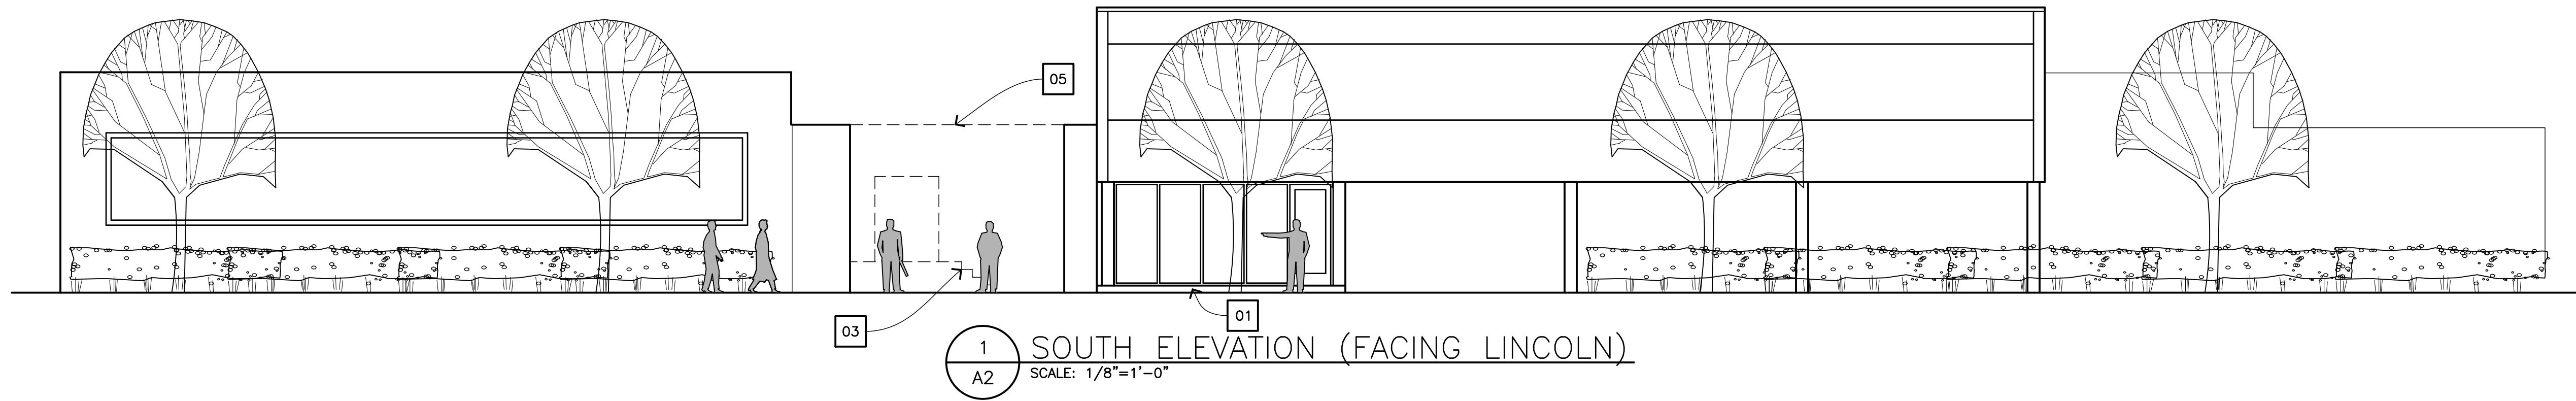 05
03
01
1
A2
SOUTH ELEVATION (FACING LINCOLN)
SCALE: 1/8"=1'-0"